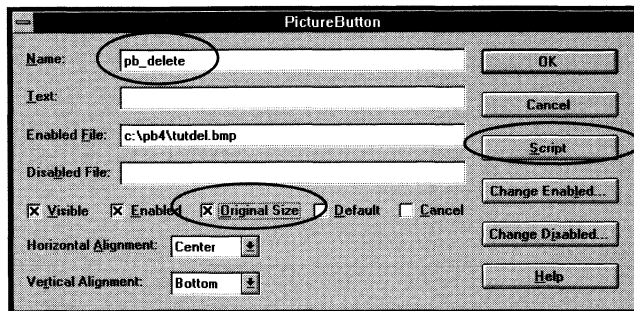 PictureButton
Name: pb_delete
OK
Text:
Cancel
Enabled File: c:\pb4\tutdel.bmp
Script
Disabled File:
Change Enabled...
Visible Enabled Original Size Default Cancel
Change Disabled...
Horizontal Alignment: Center
Vertical Alignment: Bottom
Help